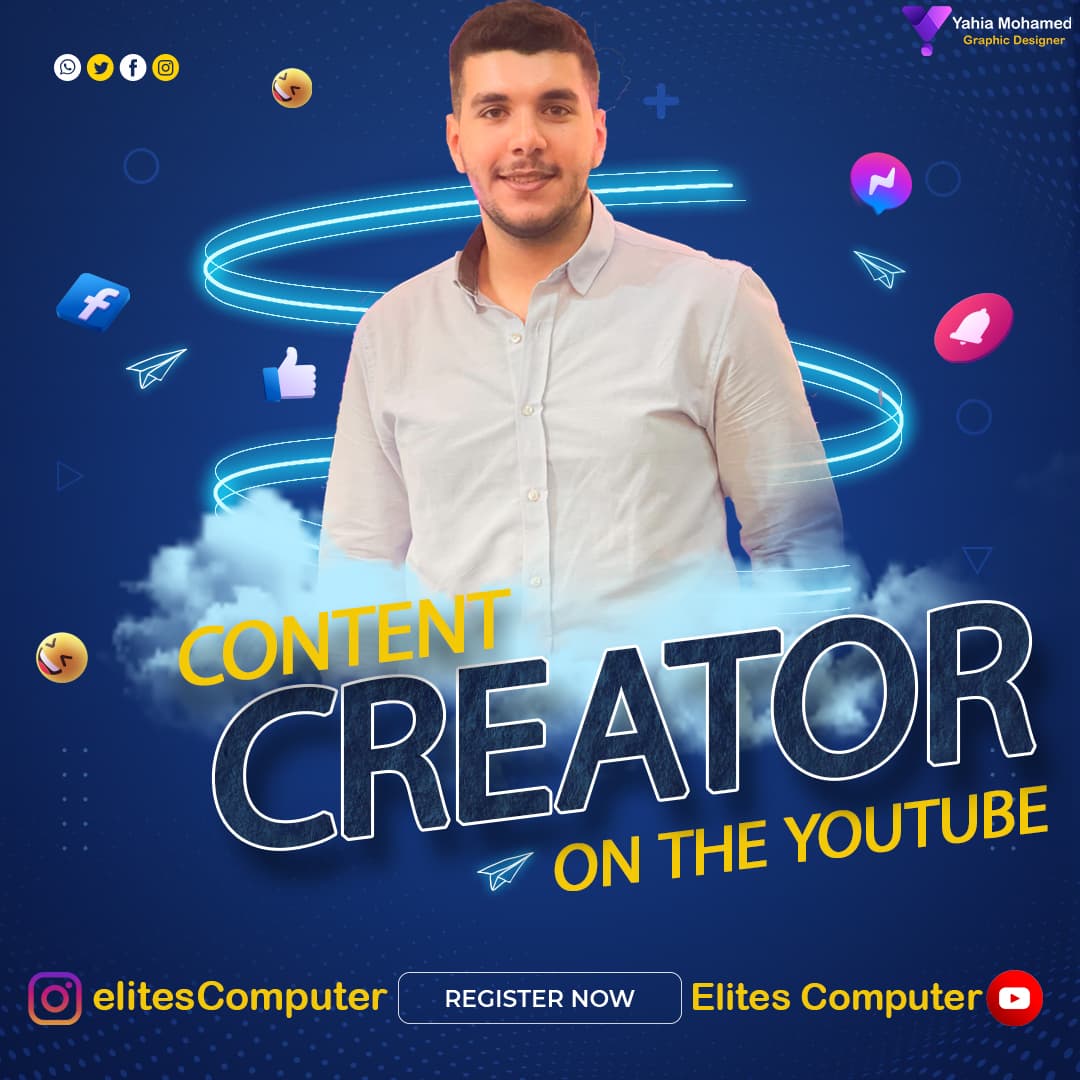 Yahia Mohamed
Graphic Designer
CONTENT
CREATOR
ON THE YOUTUBE
elitesComputer
REGISTER NOW
Elites Computer